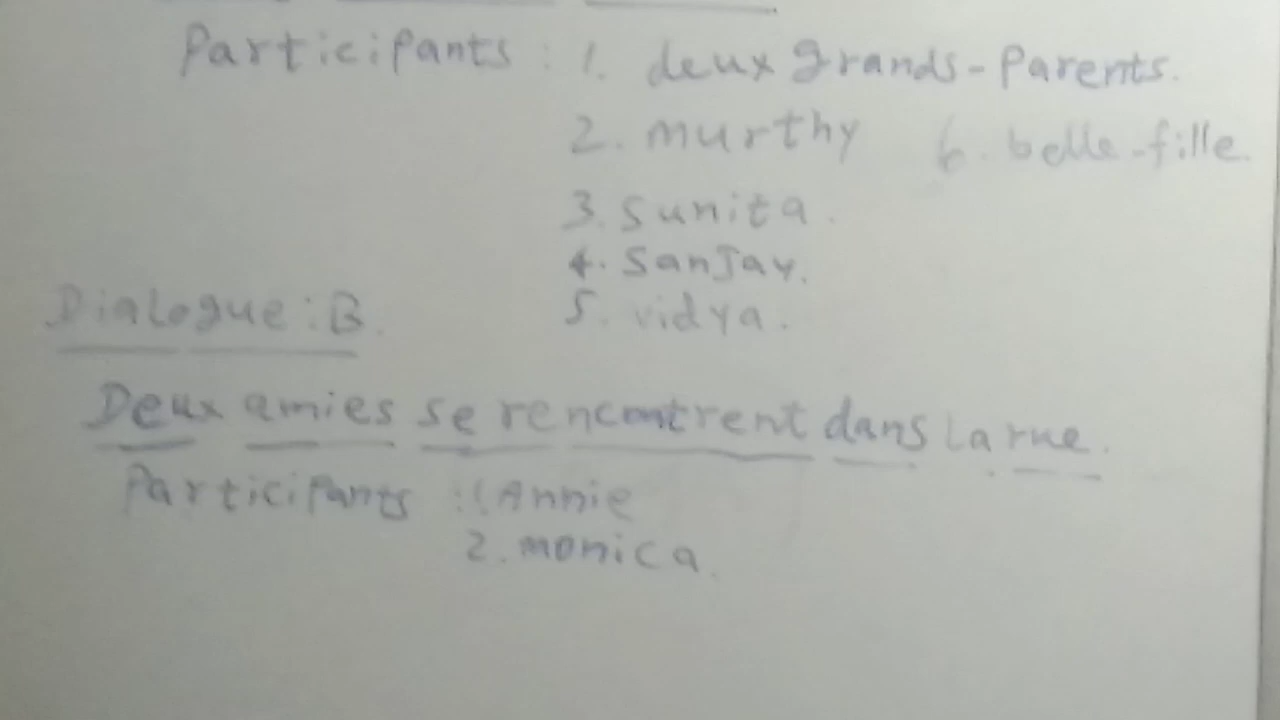 Participants : 1. deux grands-Parents.
2. murthy 6. belle-fille.
3. Sunita.
4. Sanjay.
Dialogue : B. 5. vidya.
Deux amies se rencontrent dans La rue.
Participants : 1 Annie
2. monica.